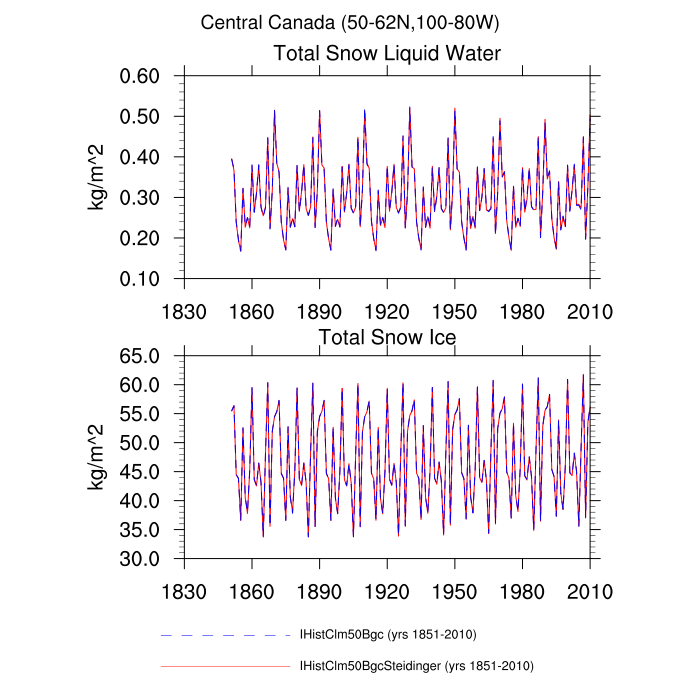 Central Canada (50-62N,100-80W)
Total Snow Liquid Water
0.60
0.50
0.40
0.30
0.20
0.10
kg/m^2
1830 1860 1890 1920 1950 1980 2010
Total Snow Ice
65.0
60.0
55.0
50.0
45.0
40.0
35.0
30.0
kg/m^2
1830 1860 1890 1920 1950 1980 2010
IHistClm50Bgc (yrs 1851-2010)
IHistClm50BgcSteidinger (yrs 1851-2010)